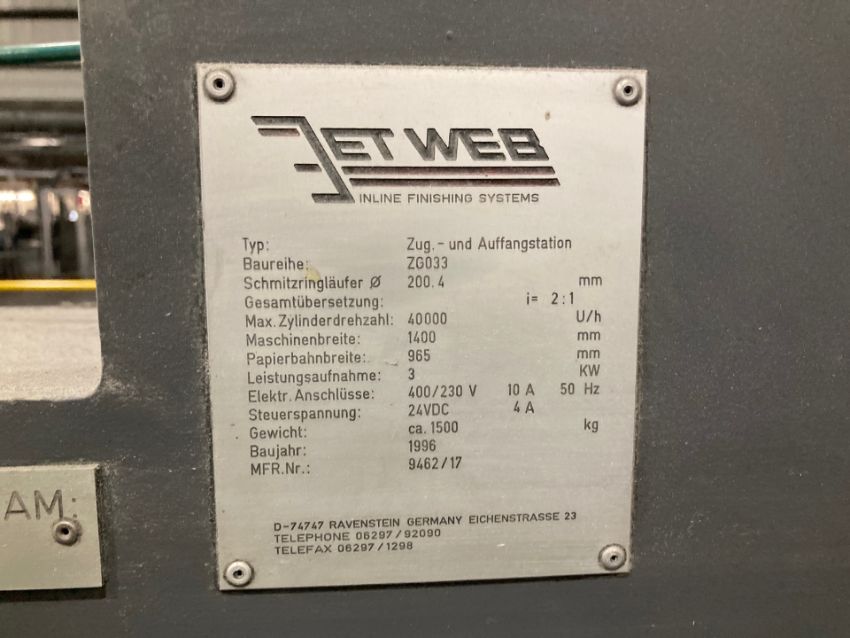 JET WEB
INLINE FINISHING SYSTEMS
Typ: Zug.- und Auffangstation
Baureihe: ZG033
Schmitzringläufer Ø 200.4 mm
Gesamtübersetzung: i= 2:1
Max. Zylinderdrehzahl: 40000 U/h
Maschinenbreite: 1400 mm
Papierbahnbreite: 965 mm
Leistungsaufnahme: 3 KW
Elektr. Anschlüsse: 400/230 V 10 A 50 Hz
Steuerspannung: 24VDC 4 A
Gewicht: ca. 1500 kg
Baujahr: 1996
MFR.Nr.: 9462/17
D-74747 RAVENSTEIN GERMANY EICHENSTRASSE 23
TELEPHONE 06297/92090
TELEFAX 06297/1298
AM: